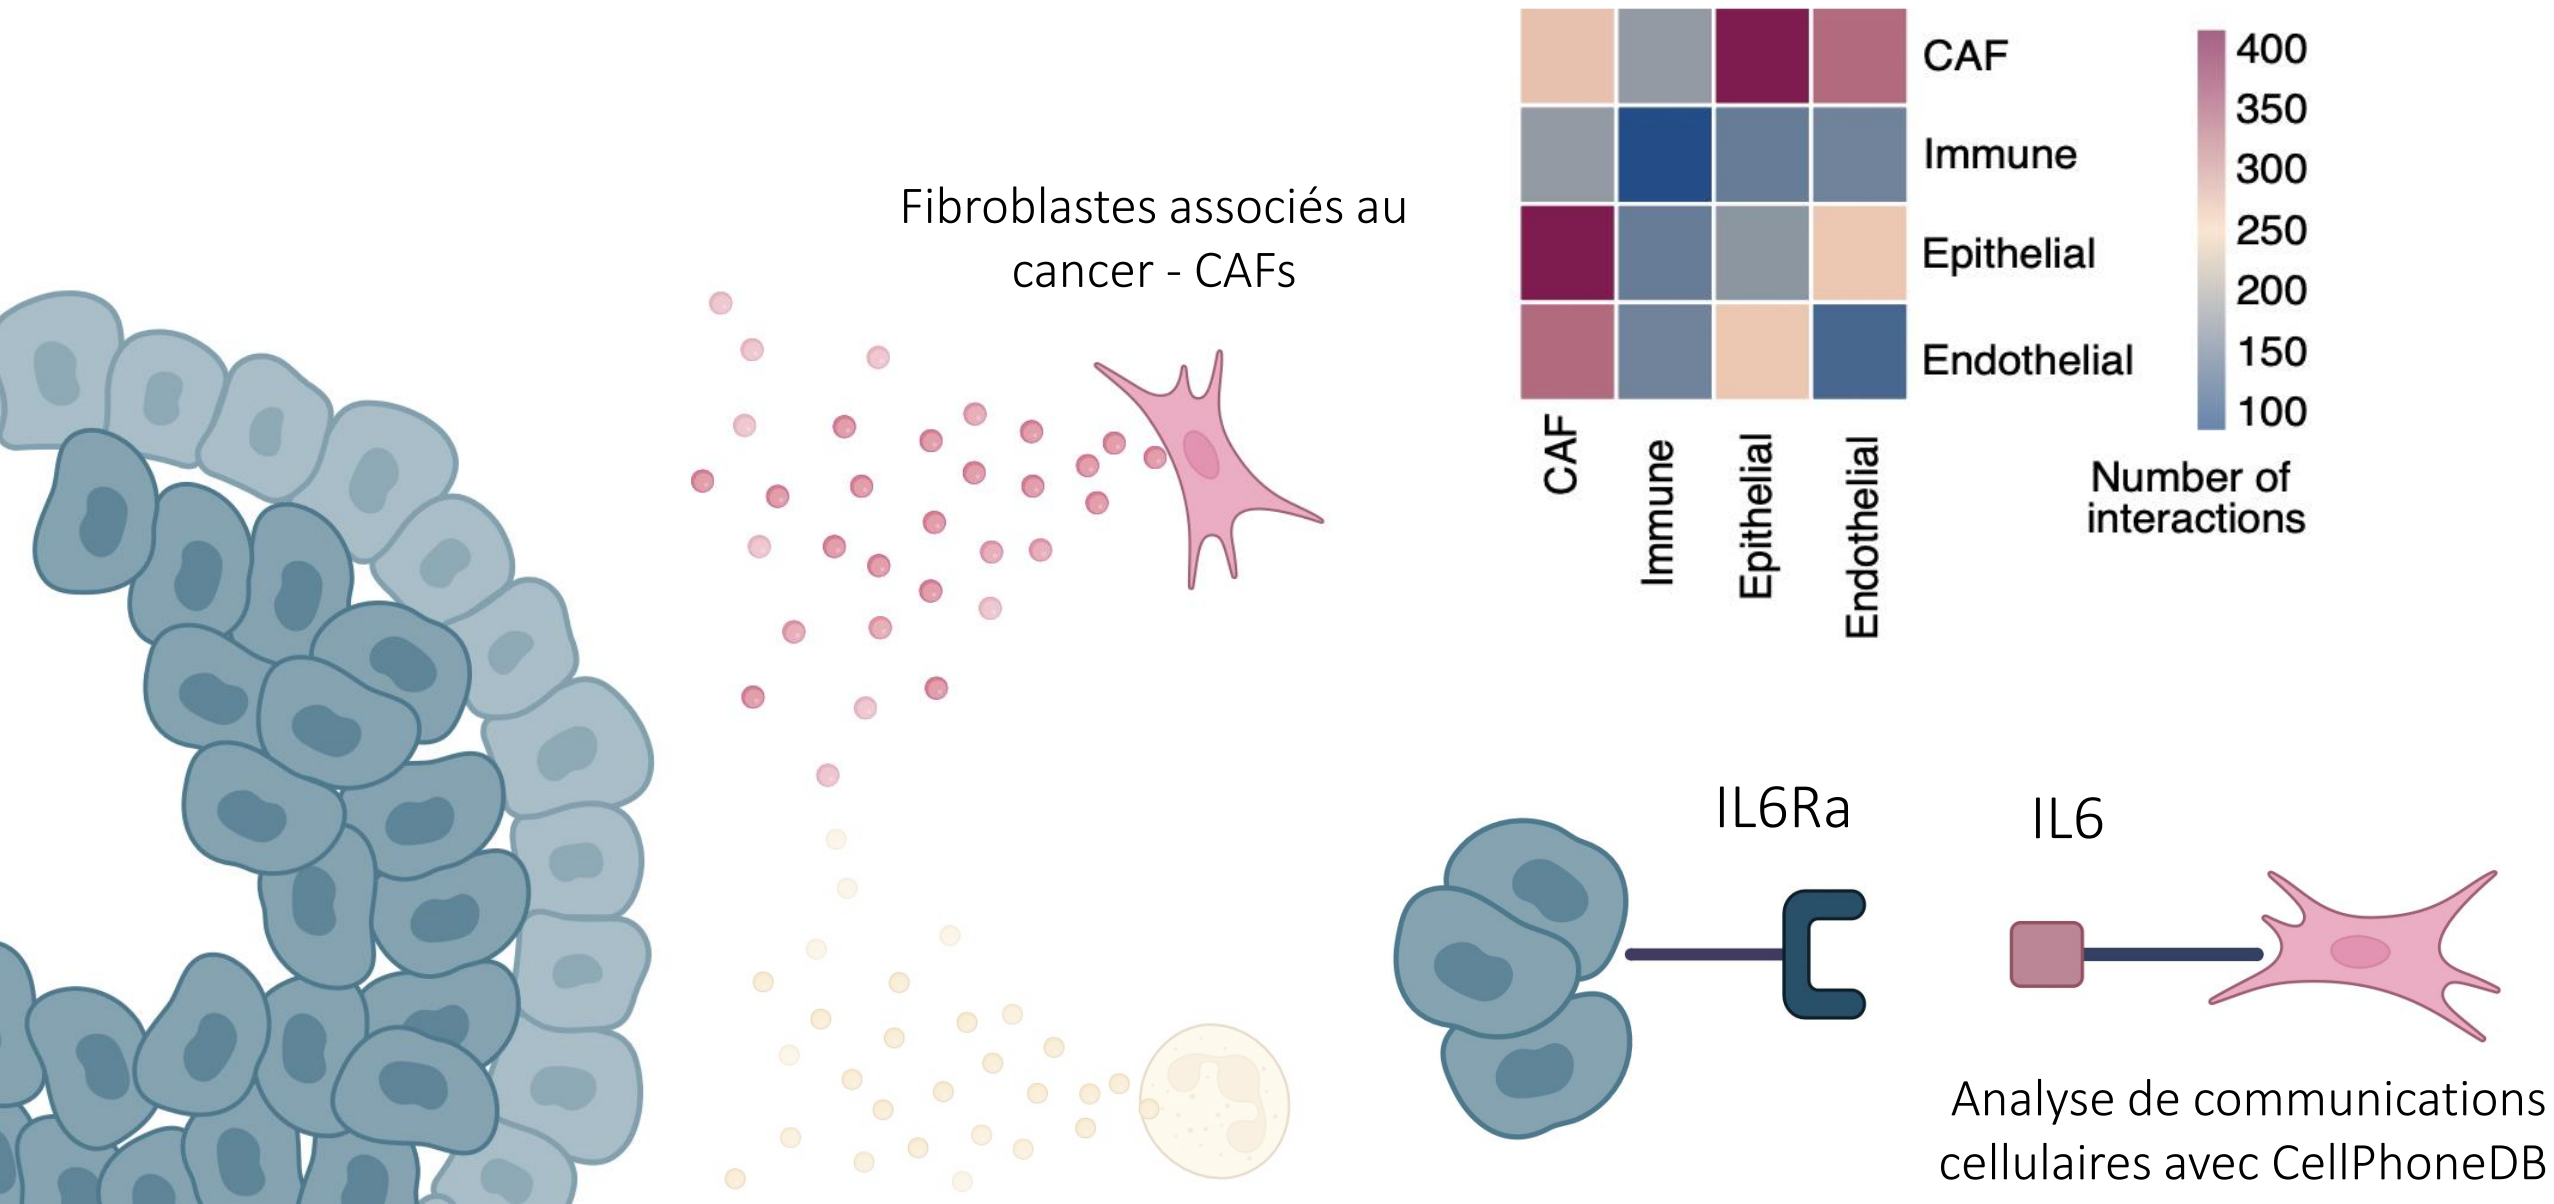 Fibroblastes associés au
cancer - CAFs
CAF
Immune
Epithelial
Endothelial
CAF
Immune
Epithelial
Endothelial
400
350
300
250
200
150
100
Number of
interactions
IL6Ra
IL6
Analyse de communications
cellulaires avec CellPhoneDB